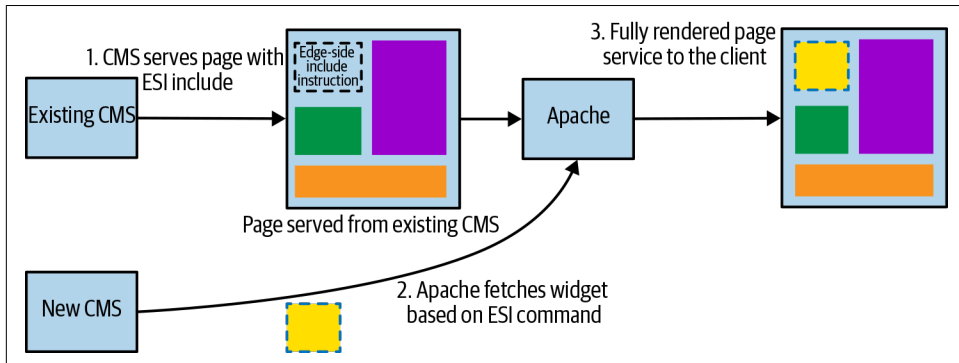 1. CMS serves page with
ESI include
Edge-side
include
instruction
3. Fully rendered page
service to the client
Existing CMS
Apache
Page served from existing CMS
New CMS
2. Apache fetches widget
based on ESI command